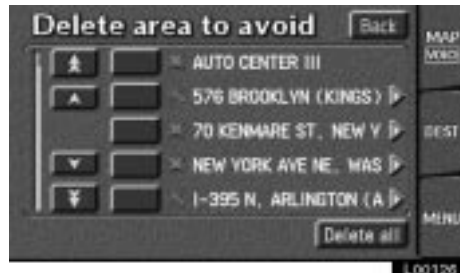 Delete area to avoid Back
MAP
VOICE
AUTO CENTER III
576 BROOKLYN (KINGS)
70 KENMARE ST., NEW Y
DEST
NEW YORK AVE NE, WAS
I-395 N, ARLINGTON (A
MENU
Delete all
L00126